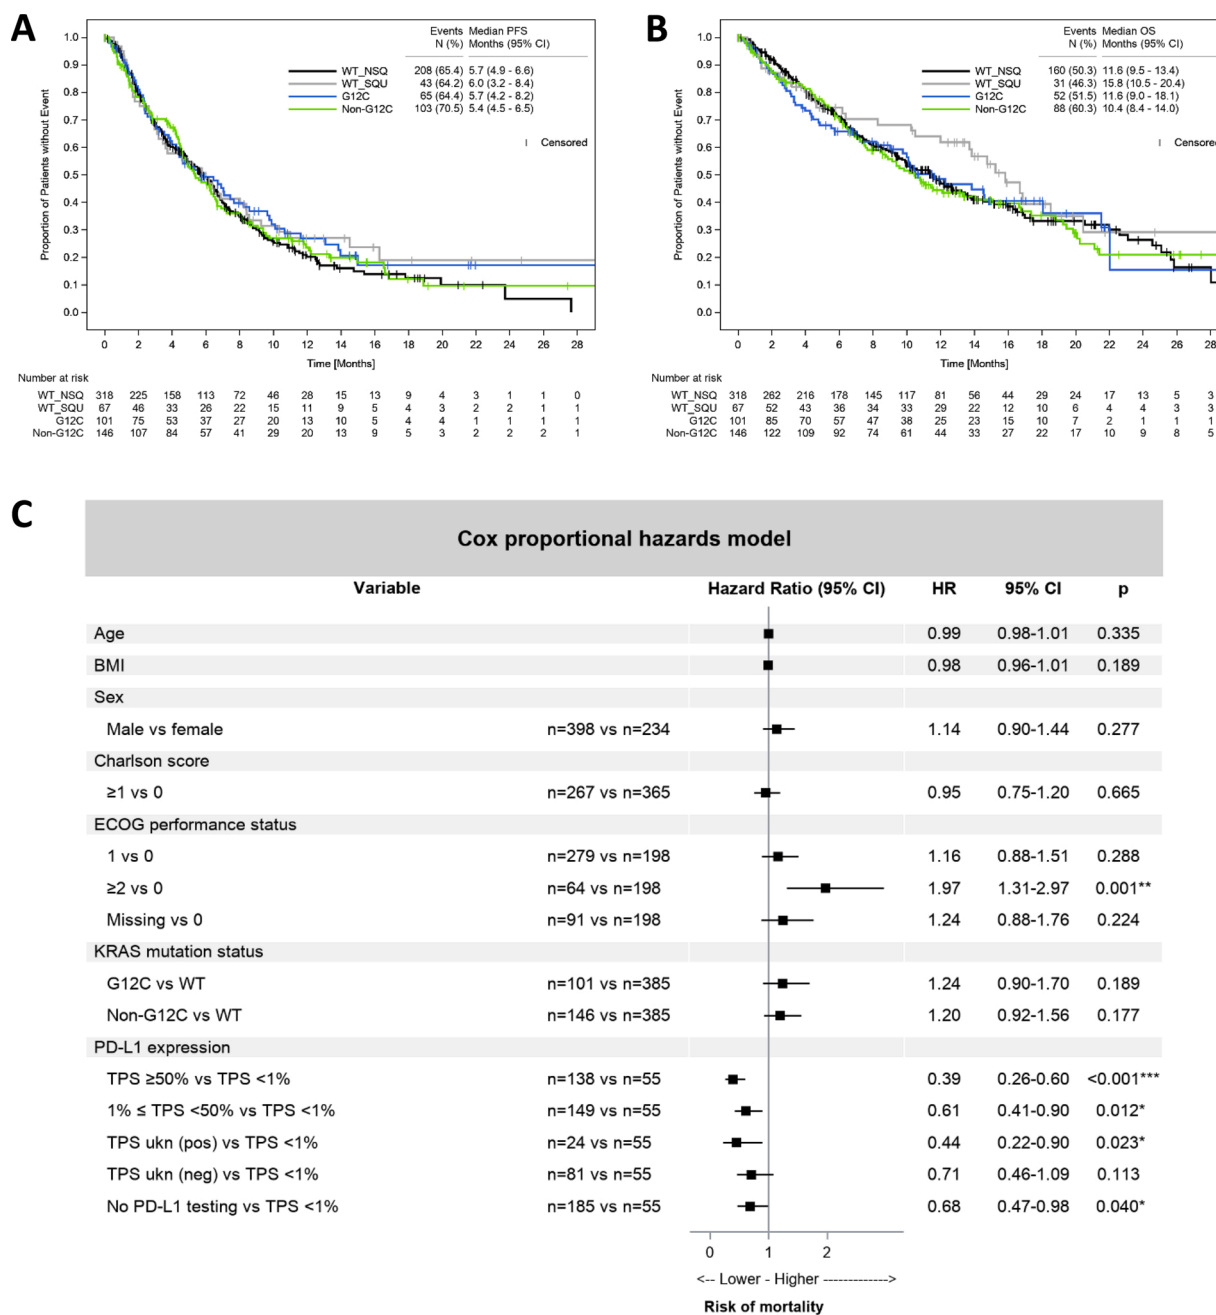 A
Events Median PFS
N (%) Months (95% CI)
WT_NSQ 208 (65.4) 5.7 (4.9 - 6.6)
WT_SQU 43 (64.2) 6.0 (3.2 - 8.4)
G12C 65 (64.4) 5.7 (4.2 - 8.2)
Non-G12C 103 (70.5) 5.4 (4.5 - 6.5)
Censored
Proportion of Patients without Event
1.0
0.9
0.8
0.7
0.6
0.5
0.4
0.3
0.2
0.1
0.0
0 2 4 6 8 10 12 14 16 18 20 22 24 26 28
Time [Months]
Number at risk
WT_NSQ 318 225 158 113 72 46 28 15 13 9 4 3 1 1 0
WT_SQU 67 46 33 26 22 15 11 9 5 4 3 2 2 1 1
G12C 101 75 53 37 27 20 13 10 5 4 4 1 1 1 1
Non-G12C 146 107 84 57 41 29 20 13 9 5 3 2 2 2 1
B
Events Median OS
N (%) Months (95% CI)
WT_NSQ 160 (50.3) 11.6 (9.5 - 13.4)
WT_SQU 31 (46.3) 15.8 (10.5 - 20.4)
G12C 52 (51.5) 11.6 (9.0 - 18.1)
Non-G12C 88 (60.3) 10.4 (8.4 - 14.0)
Censored
Proportion of Patients without Event
1.0
0.9
0.8
0.7
0.6
0.5
0.4
0.3
0.2
0.1
0.0
0 2 4 6 8 10 12 14 16 18 20 22 24 26 28
Time [Months]
Number at risk
WT_NSQ 318 262 216 178 145 117 81 56 44 29 24 17 13 5 3
WT_SQU 67 52 43 36 34 33 29 22 12 10 6 4 4 3 3
G12C 101 85 70 57 47 38 25 23 15 10 7 2 1 1 1
Non-G12C 146 122 109 92 74 61 44 33 27 22 17 10 9 8 5
C
Cox proportional hazards model
Variable Hazard Ratio (95% CI) HR 95% CI p
Age 0.99 0.98-1.01 0.335
BMI 0.98 0.96-1.01 0.189
Sex
Male vs female n=398 vs n=234 1.14 0.90-1.44 0.277
Charlson score
≥1 vs 0 n=267 vs n=365 0.95 0.75-1.20 0.665
ECOG performance status
1 vs 0 n=279 vs n=198 1.16 0.88-1.51 0.288
≥2 vs 0 n=64 vs n=198 1.97 1.31-2.97 0.001**
Missing vs 0 n=91 vs n=198 1.24 0.88-1.76 0.224
KRAS mutation status
G12C vs WT n=101 vs n=385 1.24 0.90-1.70 0.189
Non-G12C vs WT n=146 vs n=385 1.20 0.92-1.56 0.177
PD-L1 expression
TPS ≥50% vs TPS <1% n=138 vs n=55 0.39 0.26-0.60 <0.001***
1% ≤ TPS <50% vs TPS <1% n=149 vs n=55 0.61 0.41-0.90 0.012*
TPS ukn (pos) vs TPS <1% n=24 vs n=55 0.44 0.22-0.90 0.023*
TPS ukn (neg) vs TPS <1% n=81 vs n=55 0.71 0.46-1.09 0.113
No PD-L1 testing vs TPS <1% n=185 vs n=55 0.68 0.47-0.98 0.040*
0 1 2
<-- Lower - Higher ------------->
Risk of mortality